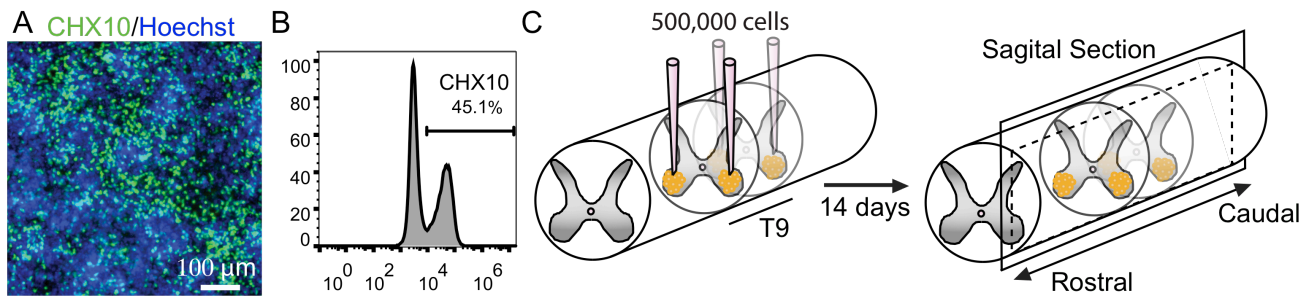 A CHX10/Hoechst
100 µm
B
CHX10
45.1%
100
80
60
40
20
0
10^0 10^2 10^4 10^6
C
500,000 cells
T9
14 days
Sagital Section
Caudal
Rostral